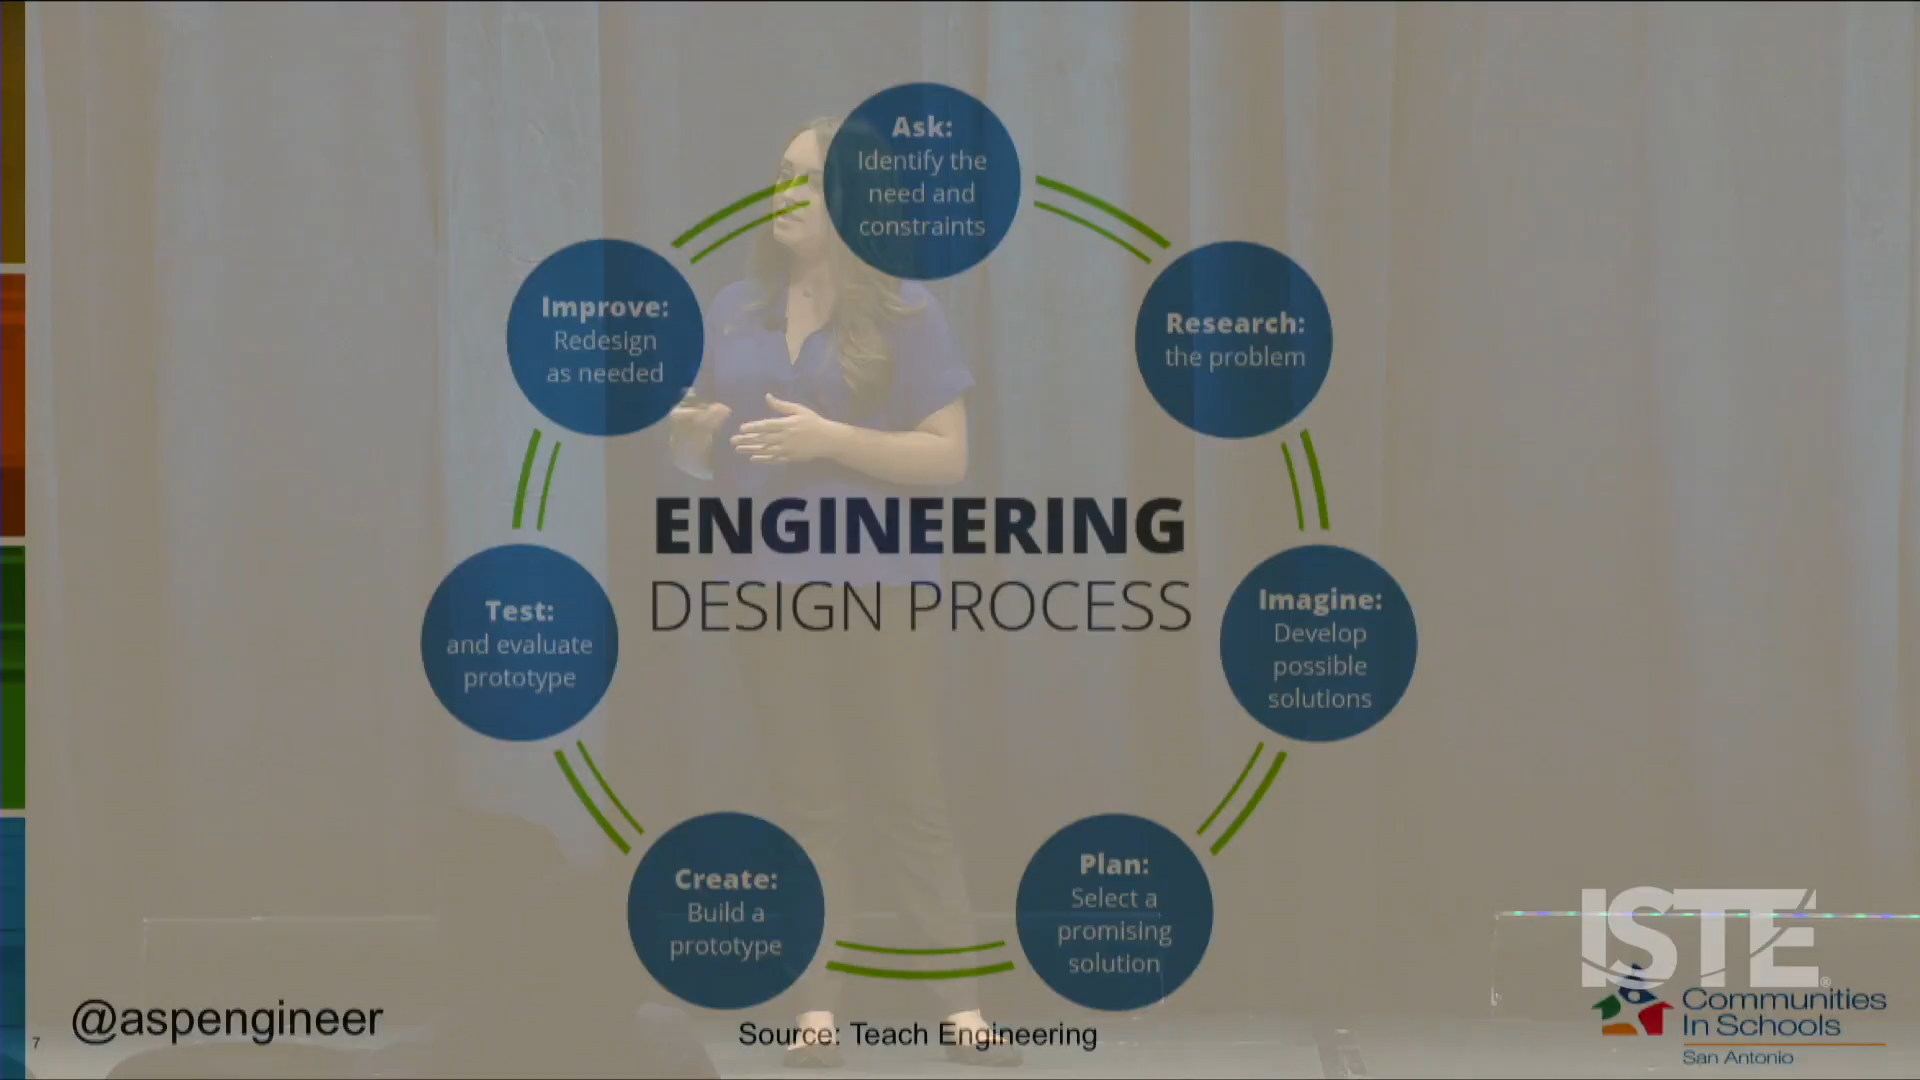 Ask:
Identify the
need and
constraints
Research:
the problem
Imagine:
Develop
possible
solutions
Plan:
Select a
promising
solution
Create:
Build a
prototype
Test:
and evaluate
prototype
Improve:
Redesign
as needed
ENGINEERING
DESIGN PROCESS
ISTE®
Communities
In Schools
San Antonio
@aspengineer
Source: Teach Engineering
7